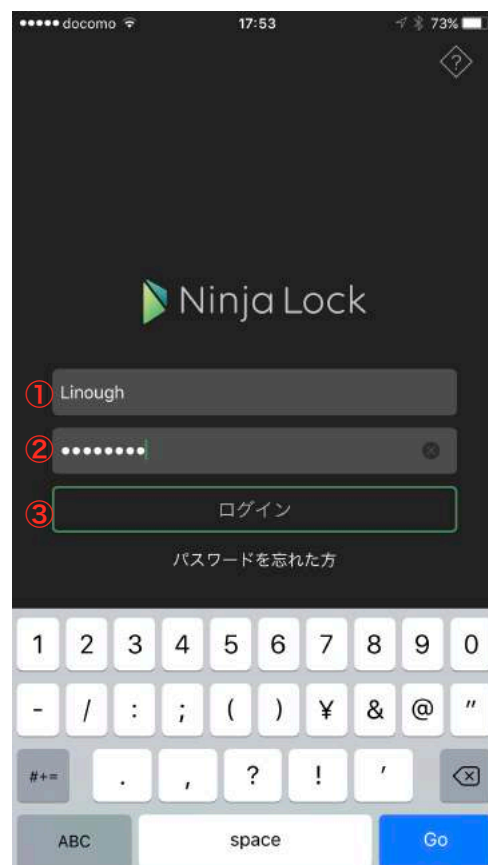 ●●●●● docomo 17:53 73%
?
Ninja Lock
① Linough
② ●●●●●●●●
③ ログイン
パスワードを忘れた方
1 2 3 4 5 6 7 8 9 0
- / : ; ( ) ¥ & @ "
#+= . , ? ! '
ABC space Go